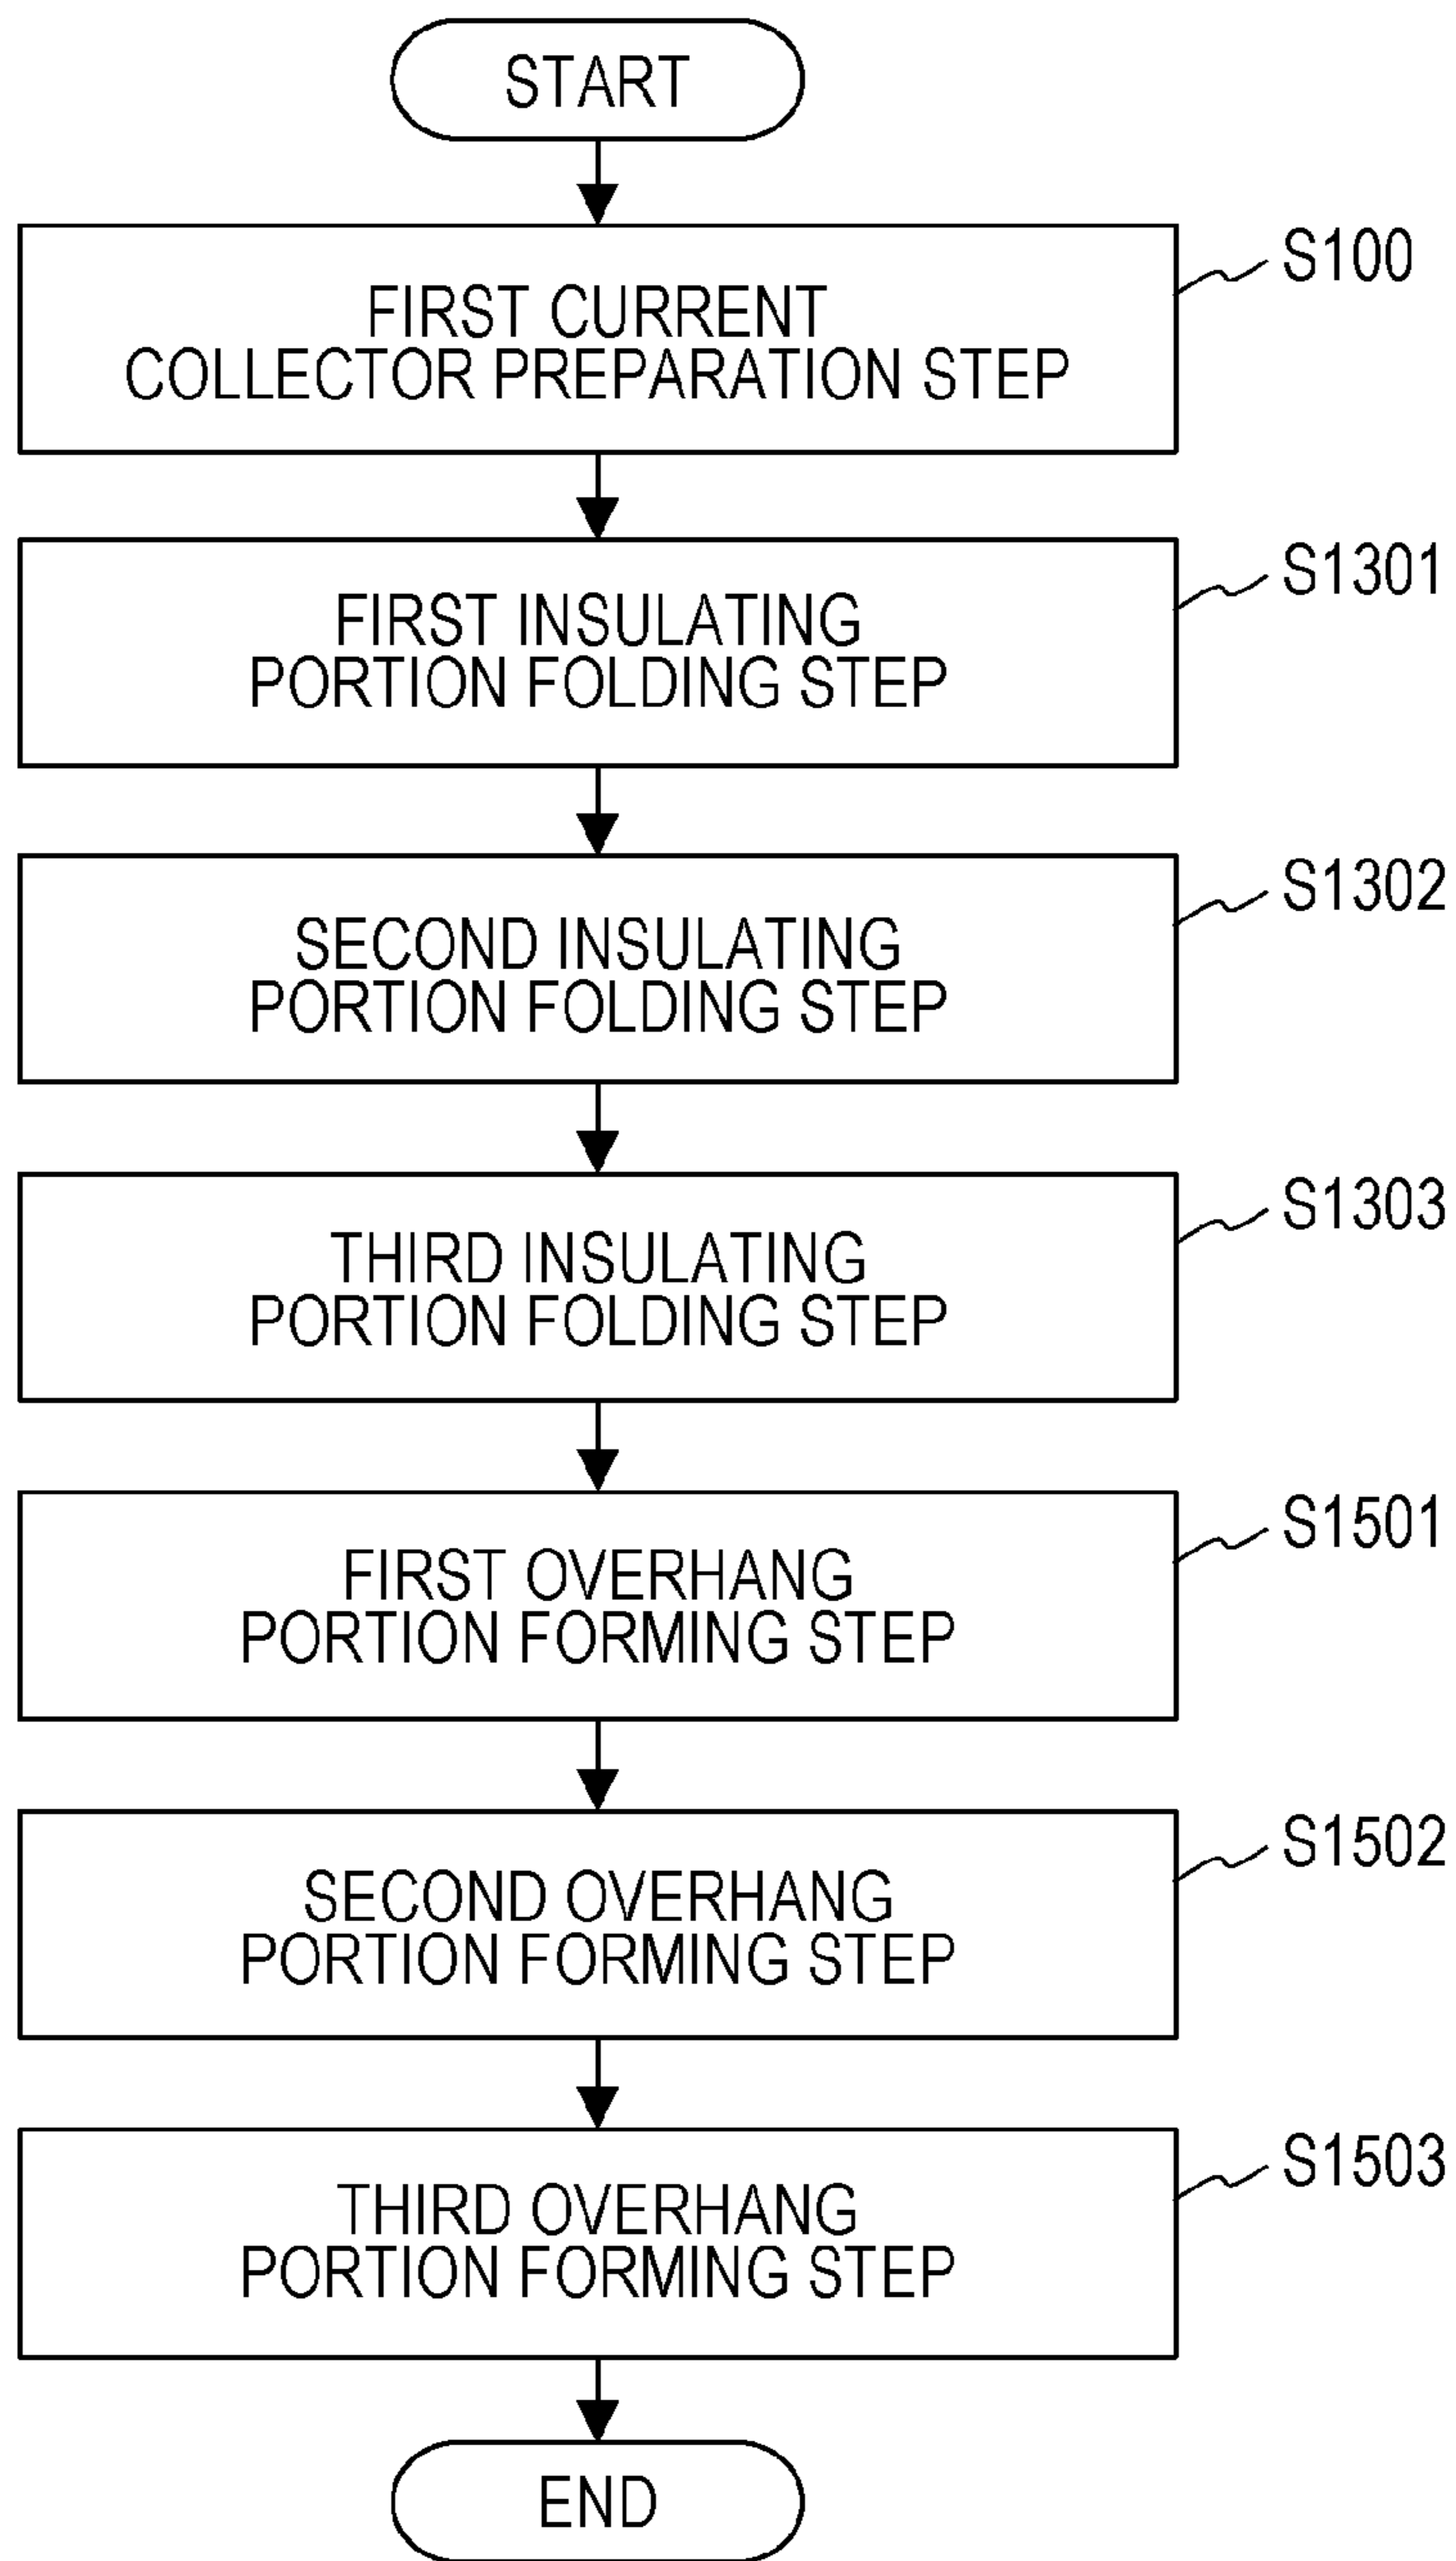 START
FIRST CURRENT
COLLECTOR PREPARATION STEP
S100
FIRST INSULATING
PORTION FOLDING STEP
S1301
SECOND INSULATING
PORTION FOLDING STEP
S1302
THIRD INSULATING
PORTION FOLDING STEP
S1303
FIRST OVERHANG
PORTION FORMING STEP
S1501
SECOND OVERHANG
PORTION FORMING STEP
S1502
THIRD OVERHANG
PORTION FORMING STEP
S1503
END